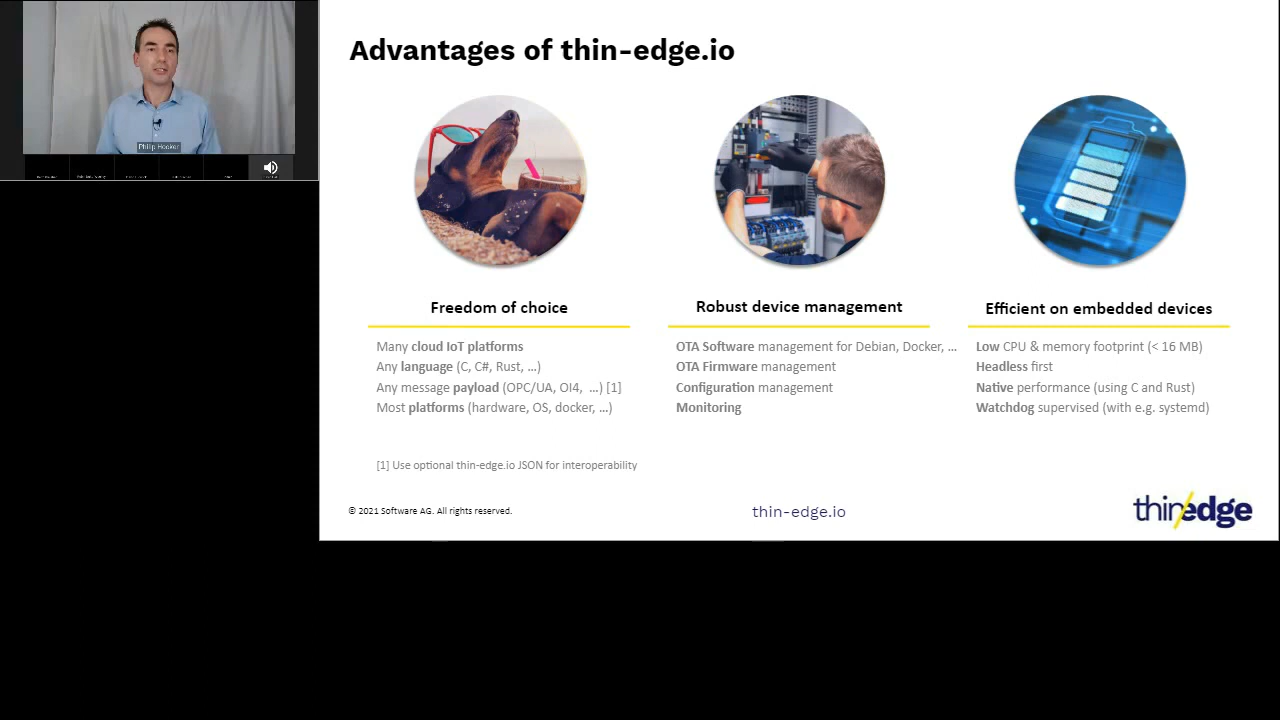 Advantages of thin-edge.io
Philip Hooker
Freedom of choice
Many cloud IoT platforms
Any language (C, C#, Rust, ...)
Any message payload (OPC/UA, OI4, ...) [1]
Most platforms (hardware, OS, docker, ...)
Robust device management
OTA Software management for Debian, Docker, ...
OTA Firmware management
Configuration management
Monitoring
Efficient on embedded devices
Low CPU & memory footprint (< 16 MB)
Headless first
Native performance (using C and Rust)
Watchdog supervised (with e.g. systemd)
[1] Use optional thin-edge.io JSON for interoperability
© 2021 Software AG. All rights reserved.
thin-edge.io
thin/edge